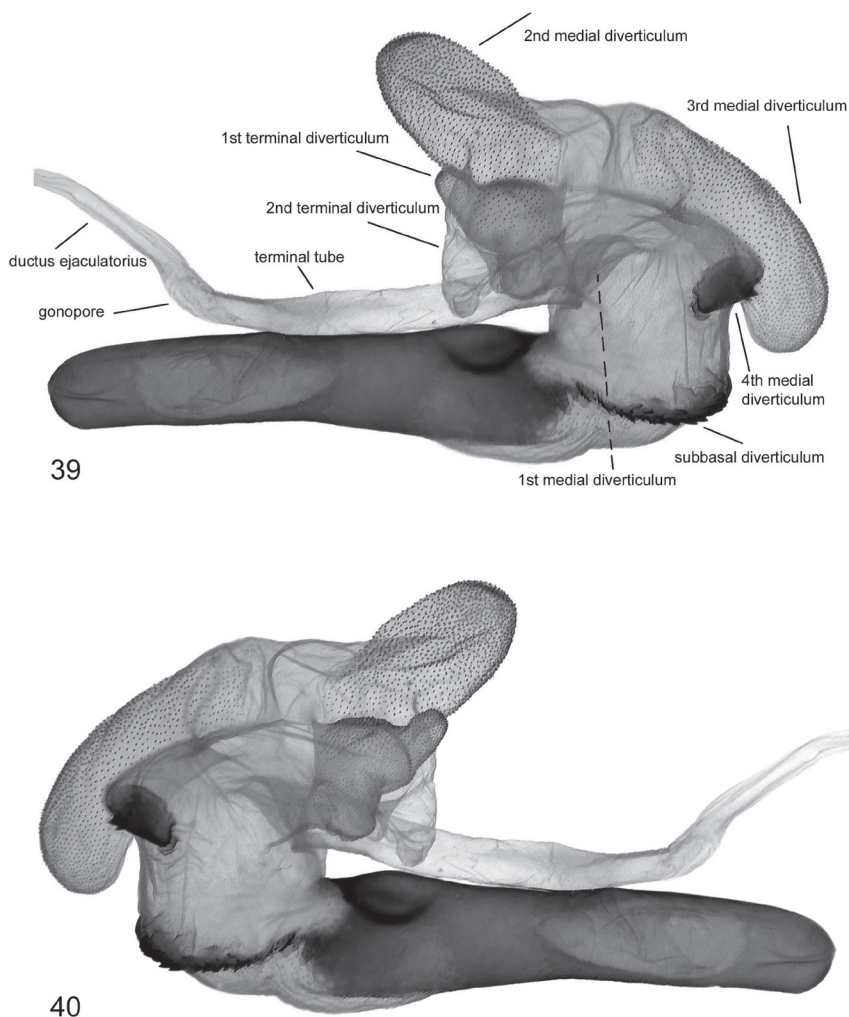 2nd medial diverticulum
3rd medial diverticulum
1st terminal diverticulum
2nd terminal diverticulum
ductus ejaculatorius
terminal tube
gonopore
4th medial
diverticulum
subbasal diverticulum
39
1st medial diverticulum
40